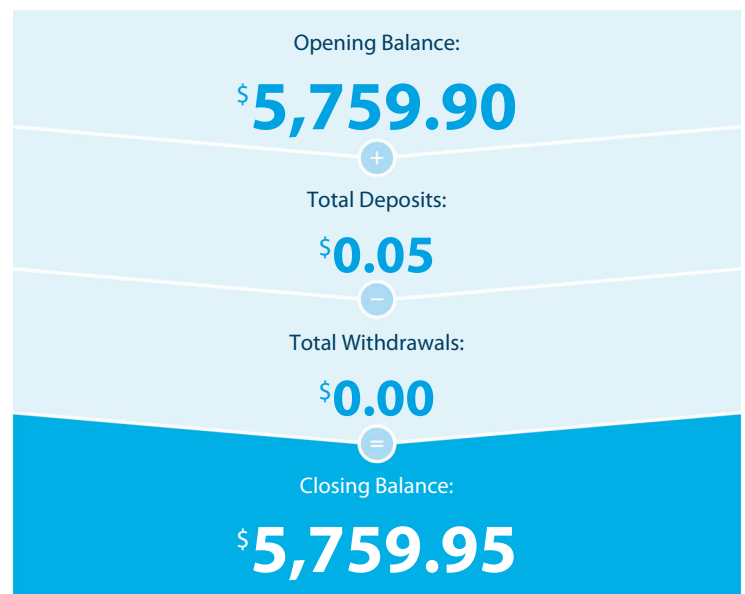 Opening Balance:
$5,759.90
+
Total Deposits:
$0.05
−
Total Withdrawals:
$0.00
=
Closing Balance:
$5,759.95